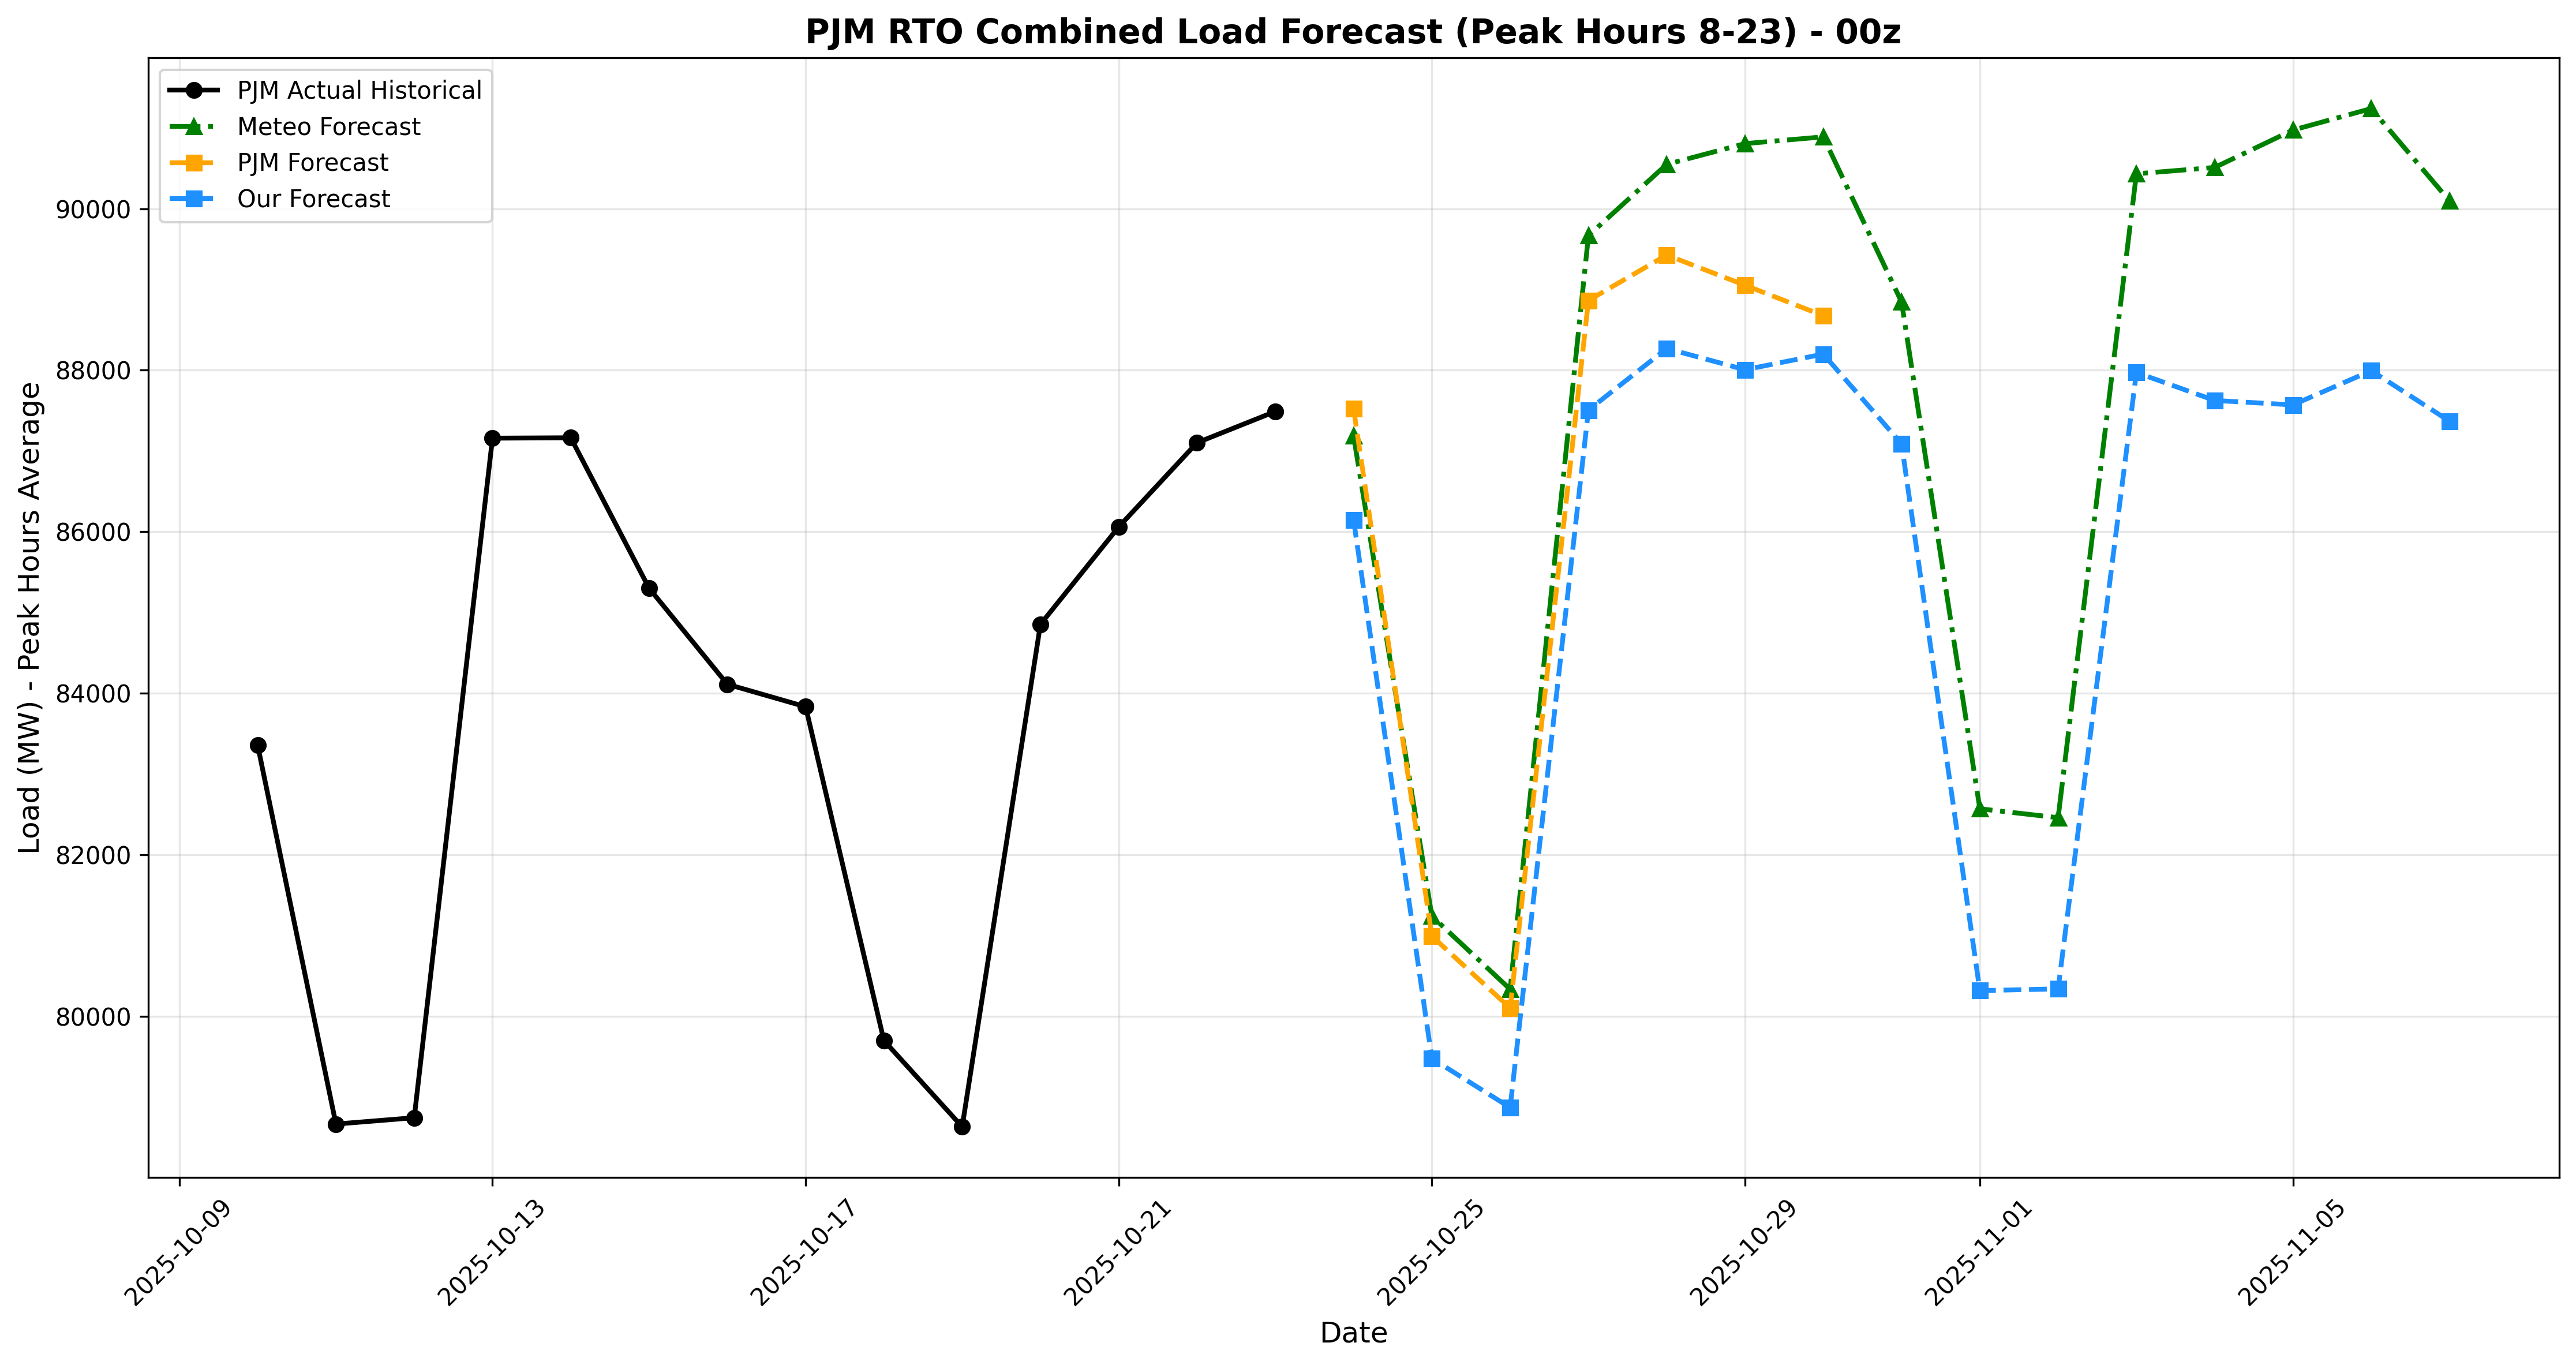 PJM RTO Combined Load Forecast (Peak Hours 8-23) - 00z
PJM Actual Historical
Meteo Forecast
PJM Forecast
Our Forecast
Load (MW) - Peak Hours Average
90000
88000
86000
84000
82000
80000
2025-10-09
2025-10-13
2025-10-17
2025-10-21
2025-10-25
2025-10-29
2025-11-01
2025-11-05
Date